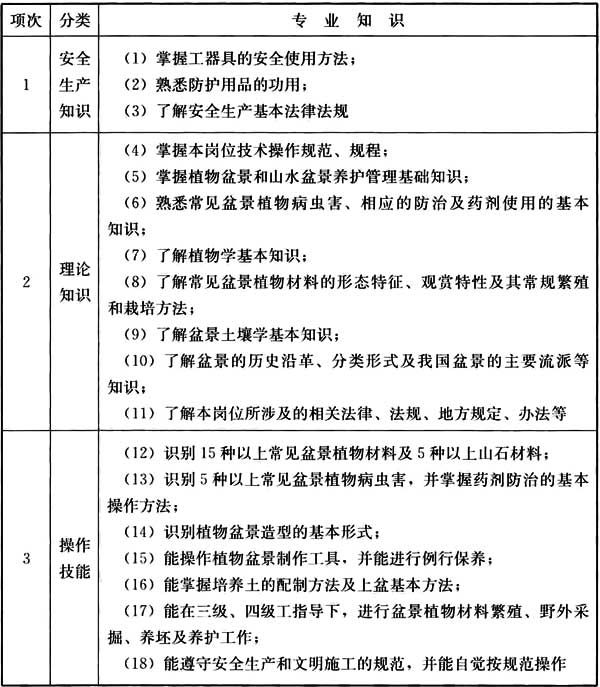 项次 分类 专业知识
1 安全生产知识 （1）掌握工器具的安全使用方法；
（2）熟悉防护用品的功用；
（3）了解安全生产基本法律法规
2 理论知识 （4）掌握本岗位技术操作规范、规程；
（5）掌握植物盆景和山水盆景养护管理基础知识；
（6）熟悉常见盆景植物病虫害、相应的防治及药剂使用的基本
知识；
（7）了解植物学基本知识；
（8）了解常见盆景植物材料的形态特征、观赏特性及其常规繁殖
和栽培方法；
（9）了解盆景土壤学基本知识；
（10）了解盆景的历史沿革、分类形式及我国盆景的主要流派等
知识；
（11）了解本岗位所涉及的相关法律、法规、地方规定、办法等
3 操作技能 （12）识别15种以上常见盆景植物材料及5种以上山石材料；
（13）识别5种以上常见盆景植物病虫害，并掌握药剂防治的基本
操作方法；
（14）识别植物盆景造型的基本形式；
（15）能操作植物盆景制作工具，并能进行例行保养；
（16）能掌握培养土的配制方法及上盆基本方法；
（17）能在三级、四级工指导下，进行盆景植物材料繁殖、野外采
掘、养坯及养护工作；
（18）能遵守安全生产和文明施工的规范，并能自觉按规范操作